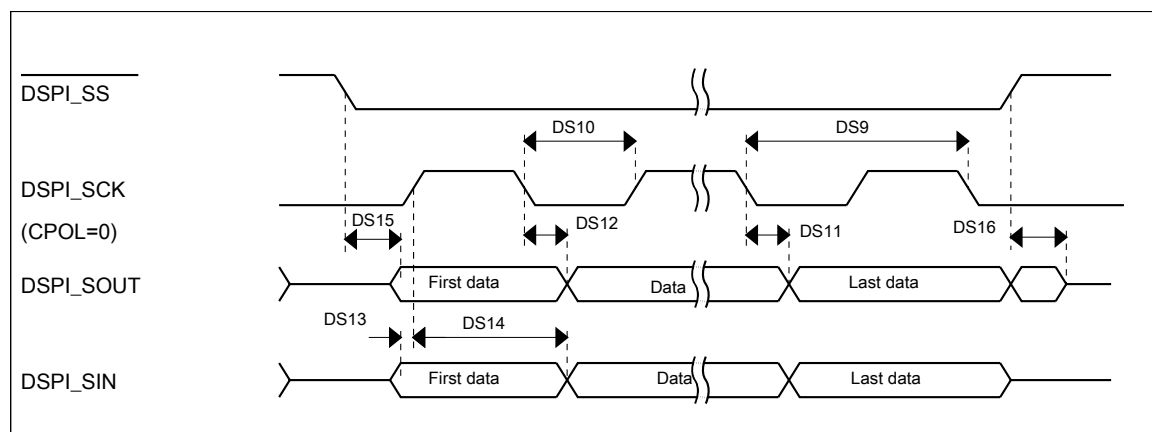 DSPI_SS
DS10
DS9
DSPI_SCK
(CPOL=0)
DS15
DS12
DS11
DS16
DSPI_SOUT
First data
Data
Last data
DS13
DS14
DSPI_SIN
First data
Data
Last data